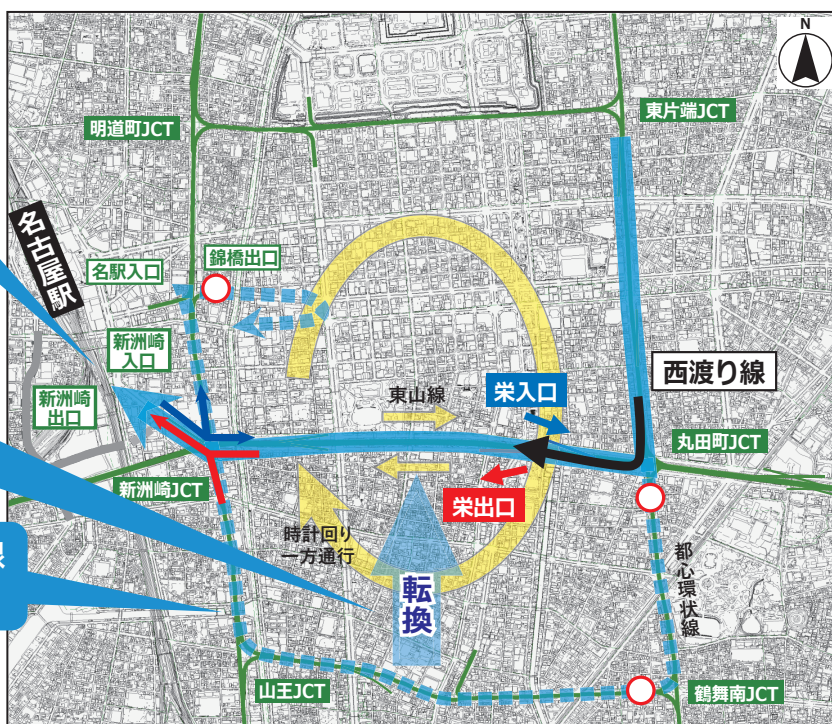 N
東片端JCT
明道町JCT
名古屋駅
名駅入口
錦橋出口
新洲崎
入口
新洲崎
出口
東山線
栄入口
西渡り線
丸田町JCT
新洲崎JCT
栄出口
時計回り
一方通行
転換
都心環状線
山王JCT
鶴舞南JCT